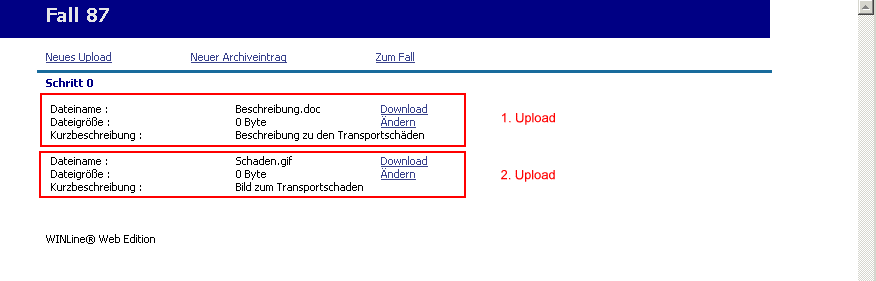 Fall 87
Neues Upload Neuer Archiveintrag Zum Fall
Schritt 0
Dateiname : Beschreibung.doc Download
Dateigröße : 0 Byte Ändern
Kurzbeschreibung : Beschreibung zu den Transportschäden
1. Upload
Dateiname : Schaden.gif Download
Dateigröße : 0 Byte Ändern
Kurzbeschreibung : Bild zum Transportschaden
2. Upload
WINLine® Web Edition